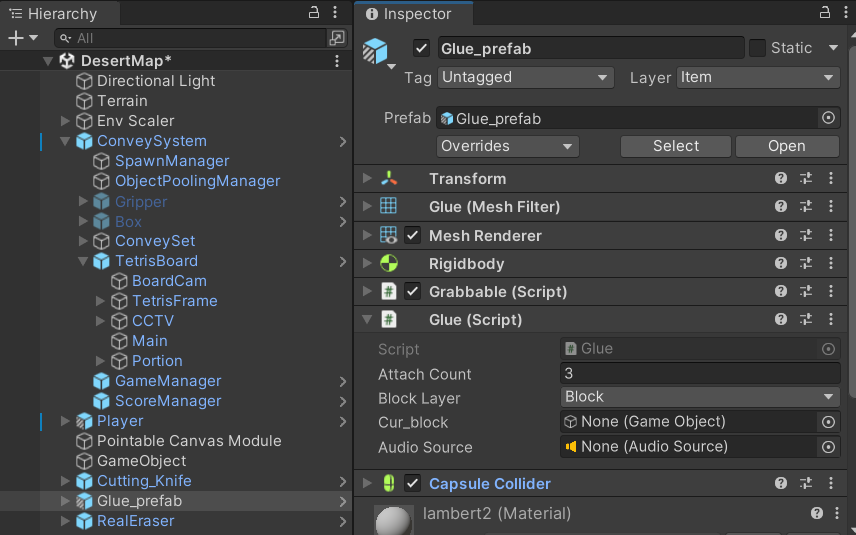 Hierarchy
All
DesertMap*
Directional Light
Terrain
Env Scaler
ConveySystem
SpawnManager
ObjectPoolingManager
Gripper
Box
ConveySet
TetrisBoard
BoardCam
TetrisFrame
CCTV
Main
Portion
GameManager
ScoreManager
Player
Pointable Canvas Module
GameObject
Cutting_Knife
Glue_prefab
RealEraser
Inspector
Glue_prefab Static
Tag Untagged Layer Item
Prefab Glue_prefab
Overrides Select Open
Transform
Glue (Mesh Filter)
Mesh Renderer
Rigidbody
Grabbable (Script)
Glue (Script)
Script Glue
Attach Count 3
Block Layer Block
Cur_block None (Game Object)
Audio Source None (Audio Source)
Capsule Collider
lambert2 (Material)